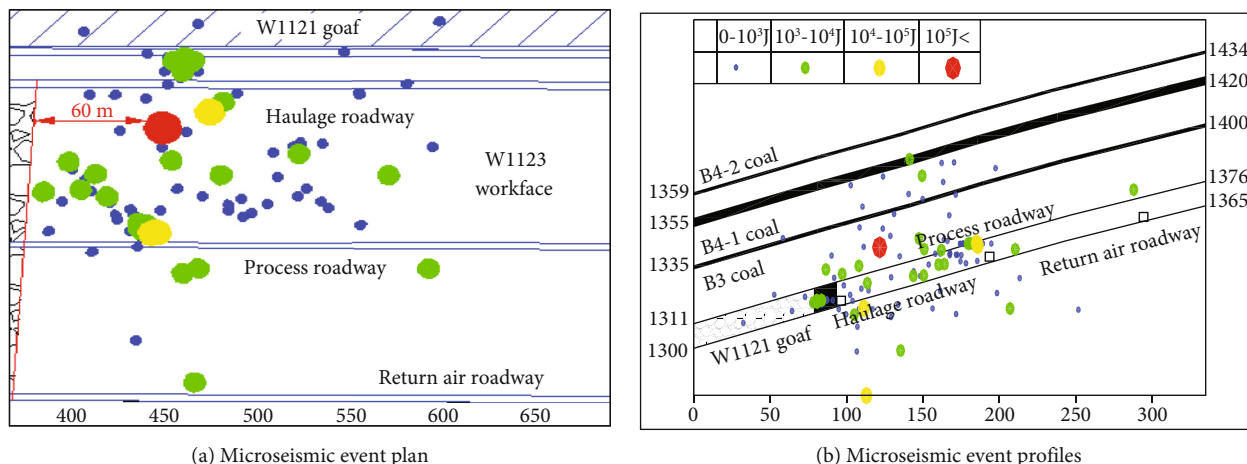 W1121 goaf
60 m
Haulage roadway
W1123
workface
Process roadway
Return air roadway
400 450 500 550 600 650
(a) Microseismic event plan
0-10³J 10³-10⁴J 10⁴-10⁵J 10⁵J<
1434
1420
1400
1376
1365
1359
1355
1335
1311
1300
B4-2 coal
B4-1 coal
B3 coal
Process roadway
Return air roadway
Haulage roadway
W1121 goaf
0 50 100 150 200 250 300
(b) Microseismic event profiles